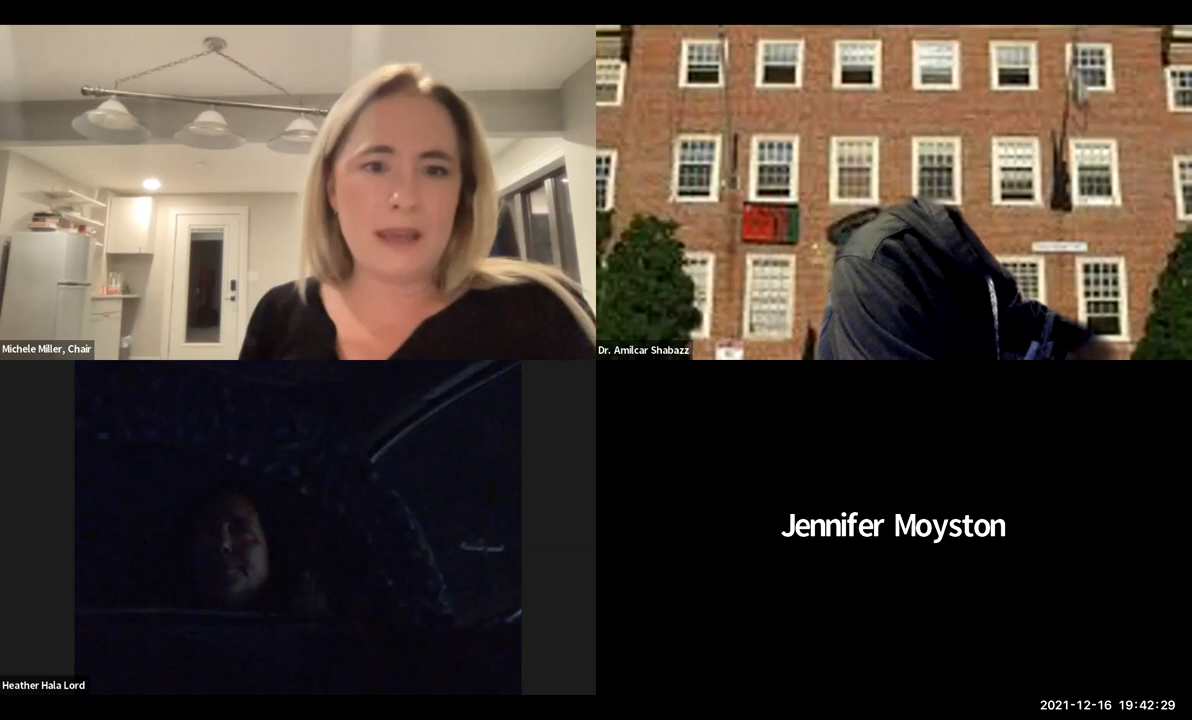 Michele Miller, Chair
Dr. Amilcar Shabazz
Jennifer Moyston
Heather Hala Lord
2021-12-16 19:42:29